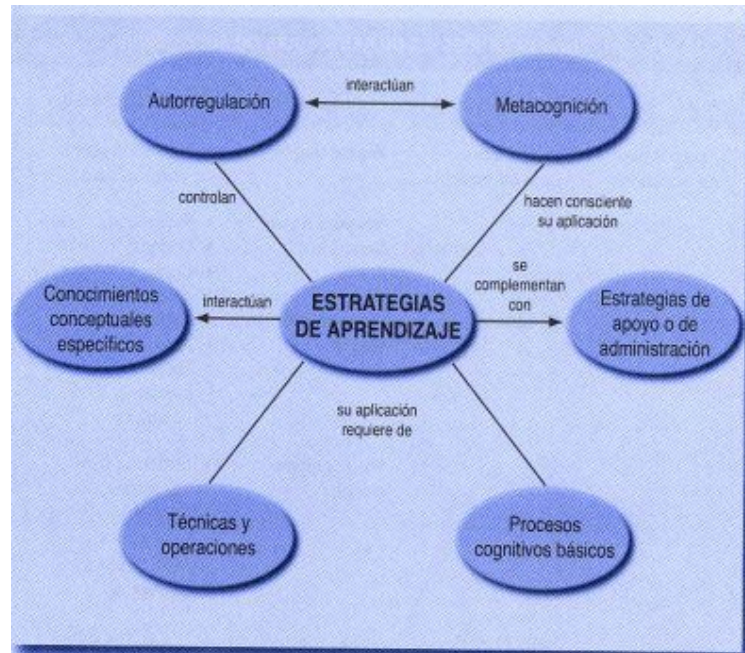 interactúan
Autorregulación
Metacognición
controlan
hacen consciente
su aplicación
Conocimientos
conceptuales
específicos
interactúan
ESTRATEGIAS
DE APRENDIZAJE
se
complementan
con
Estrategias de
apoyo o de
administración
su aplicación
requiere de
Técnicas y
operaciones
Procesos
cognitivos básicos